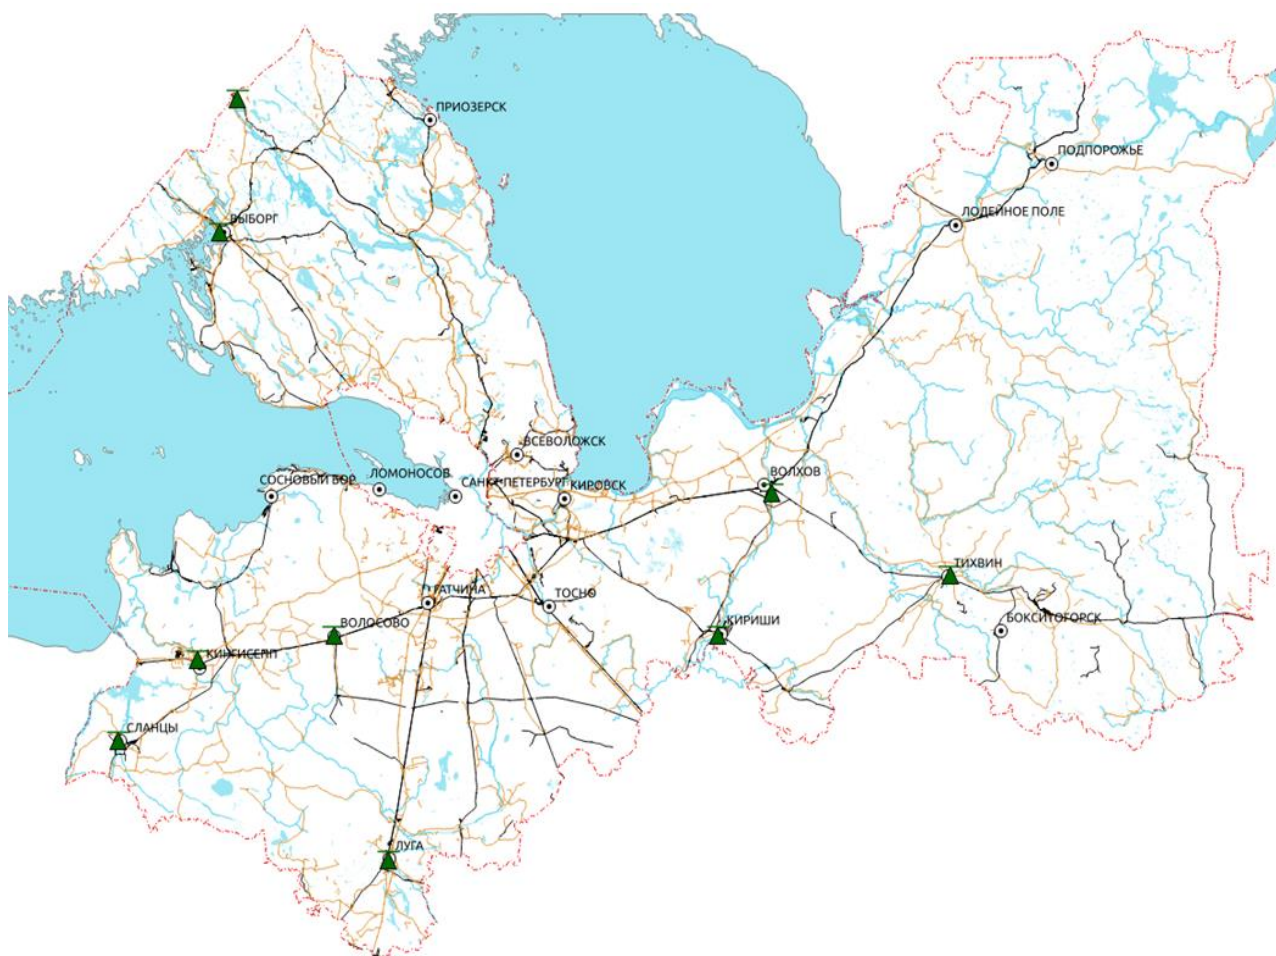 ПРИОЗЕРСК
ПОДПОРОЖЬЕ
ВЫБОРГ
ЛОДЕЙНОЕ ПОЛЕ
ВСЕВОЛОЖСК
ЛОМОНОСОВ
ВОЛХОВ
СОСНОВЫЙ БОР
САНКТ-ПЕТЕРБУРГ
КИРОВСК
ТИХВИН
ГАТЧИНА
ТОСНО
БОКСИТОГОРСК
ВОЛОСОВО
КИРИШИ
КИНГИСЕПП
СЛАНЦЫ
ЛУГА